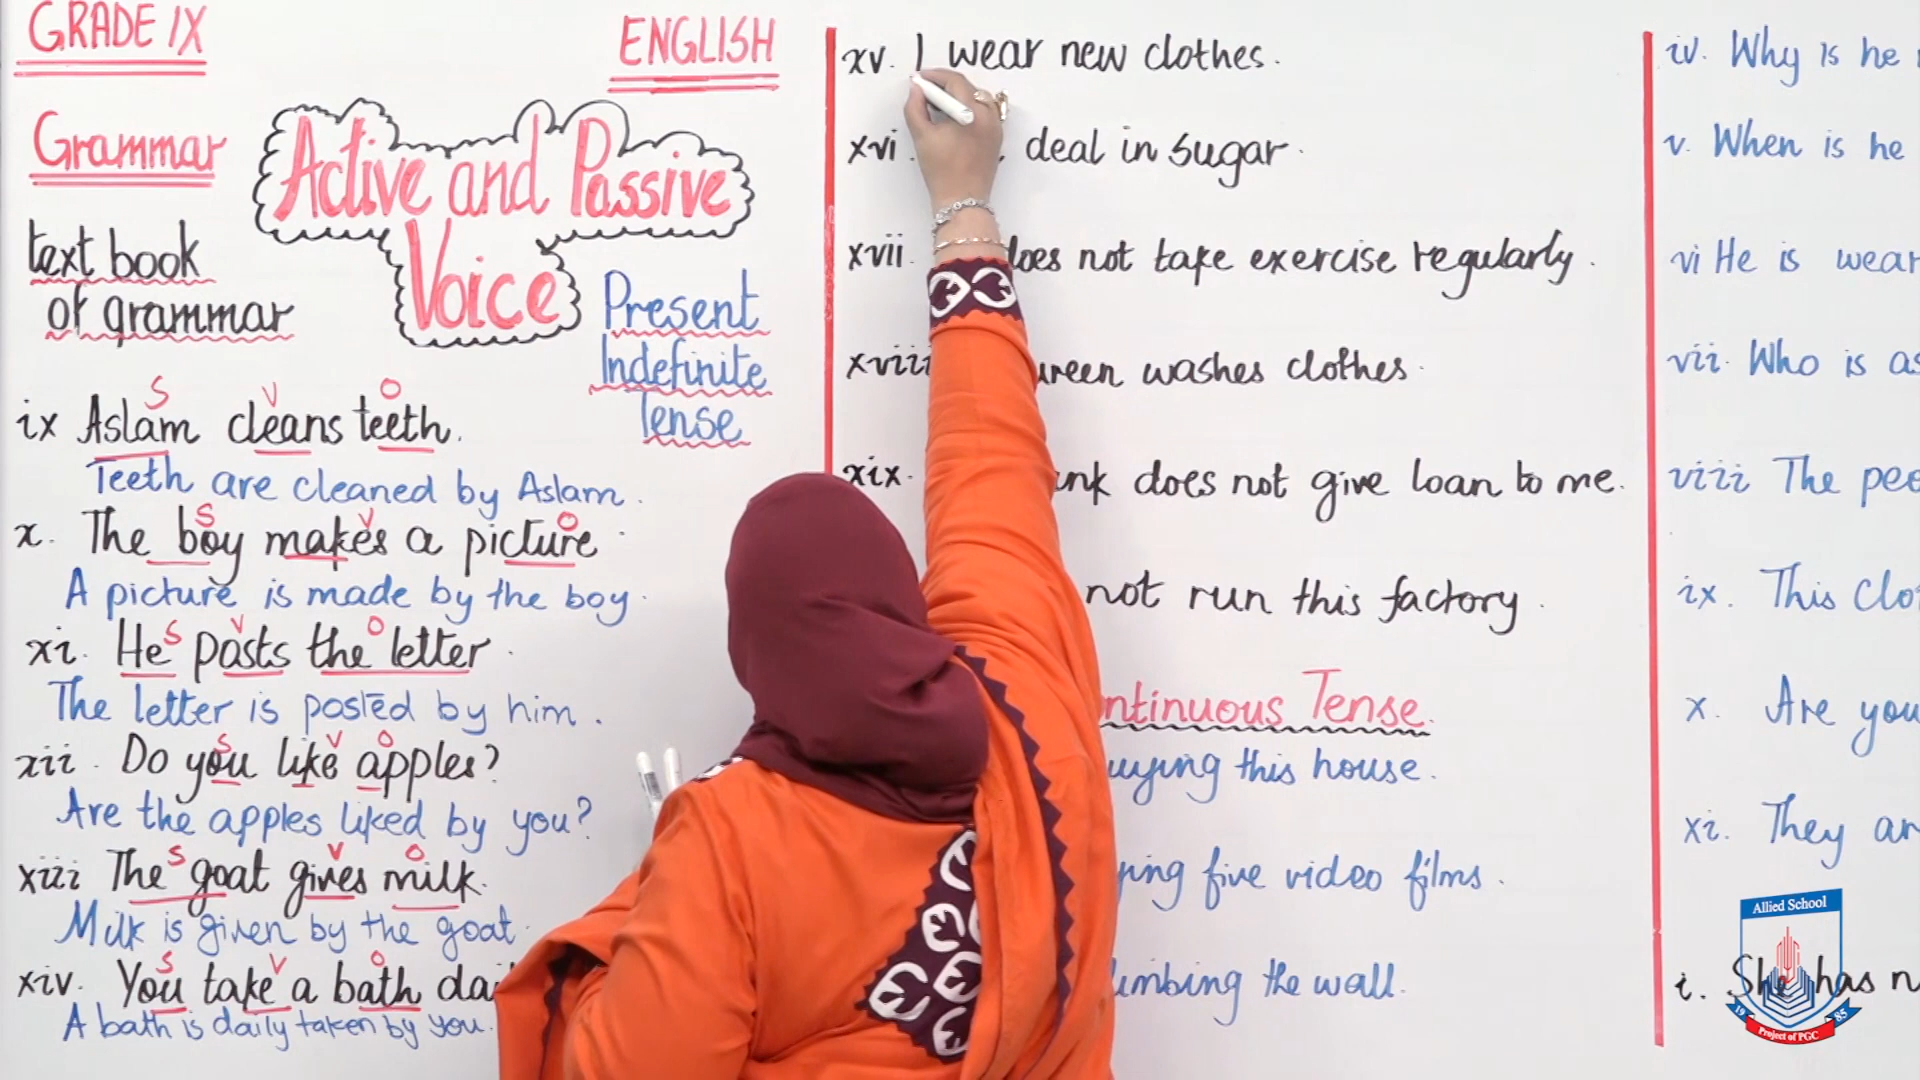 GRADE IX
ENGLISH
Grammar
Active and Passive
Voice
text book
of grammar
Present
Indefinite
Tense
S V O
ix Aslam cleans teeth.
Teeth are cleaned by Aslam.
S V O
x. The boy makes a picture.
A picture is made by the boy.
S V O
xi. He posts the letter.
The letter is posted by him.
S V O
xii. Do you like apples?
Are the apples liked by you?
S V O
xiii The goat gives milk.
Milk is given by the goat.
S V O
xiv. You take a bath
A bath is daily taken by you.
xv. I wear new clothes.
xvi. deal in sugar.
xvii. does not take exercise regularly.
xviii washes clothes.
xix. does not give loan to me.
not run this factory.
Tense.
this house.
five video films.
the wall.
iv. Why is he
v. When is he
vi He is
vii. Who is
viii The
ix. This
x. Are you
xi. They
i. She has
Allied School
19 85
Project of PGC